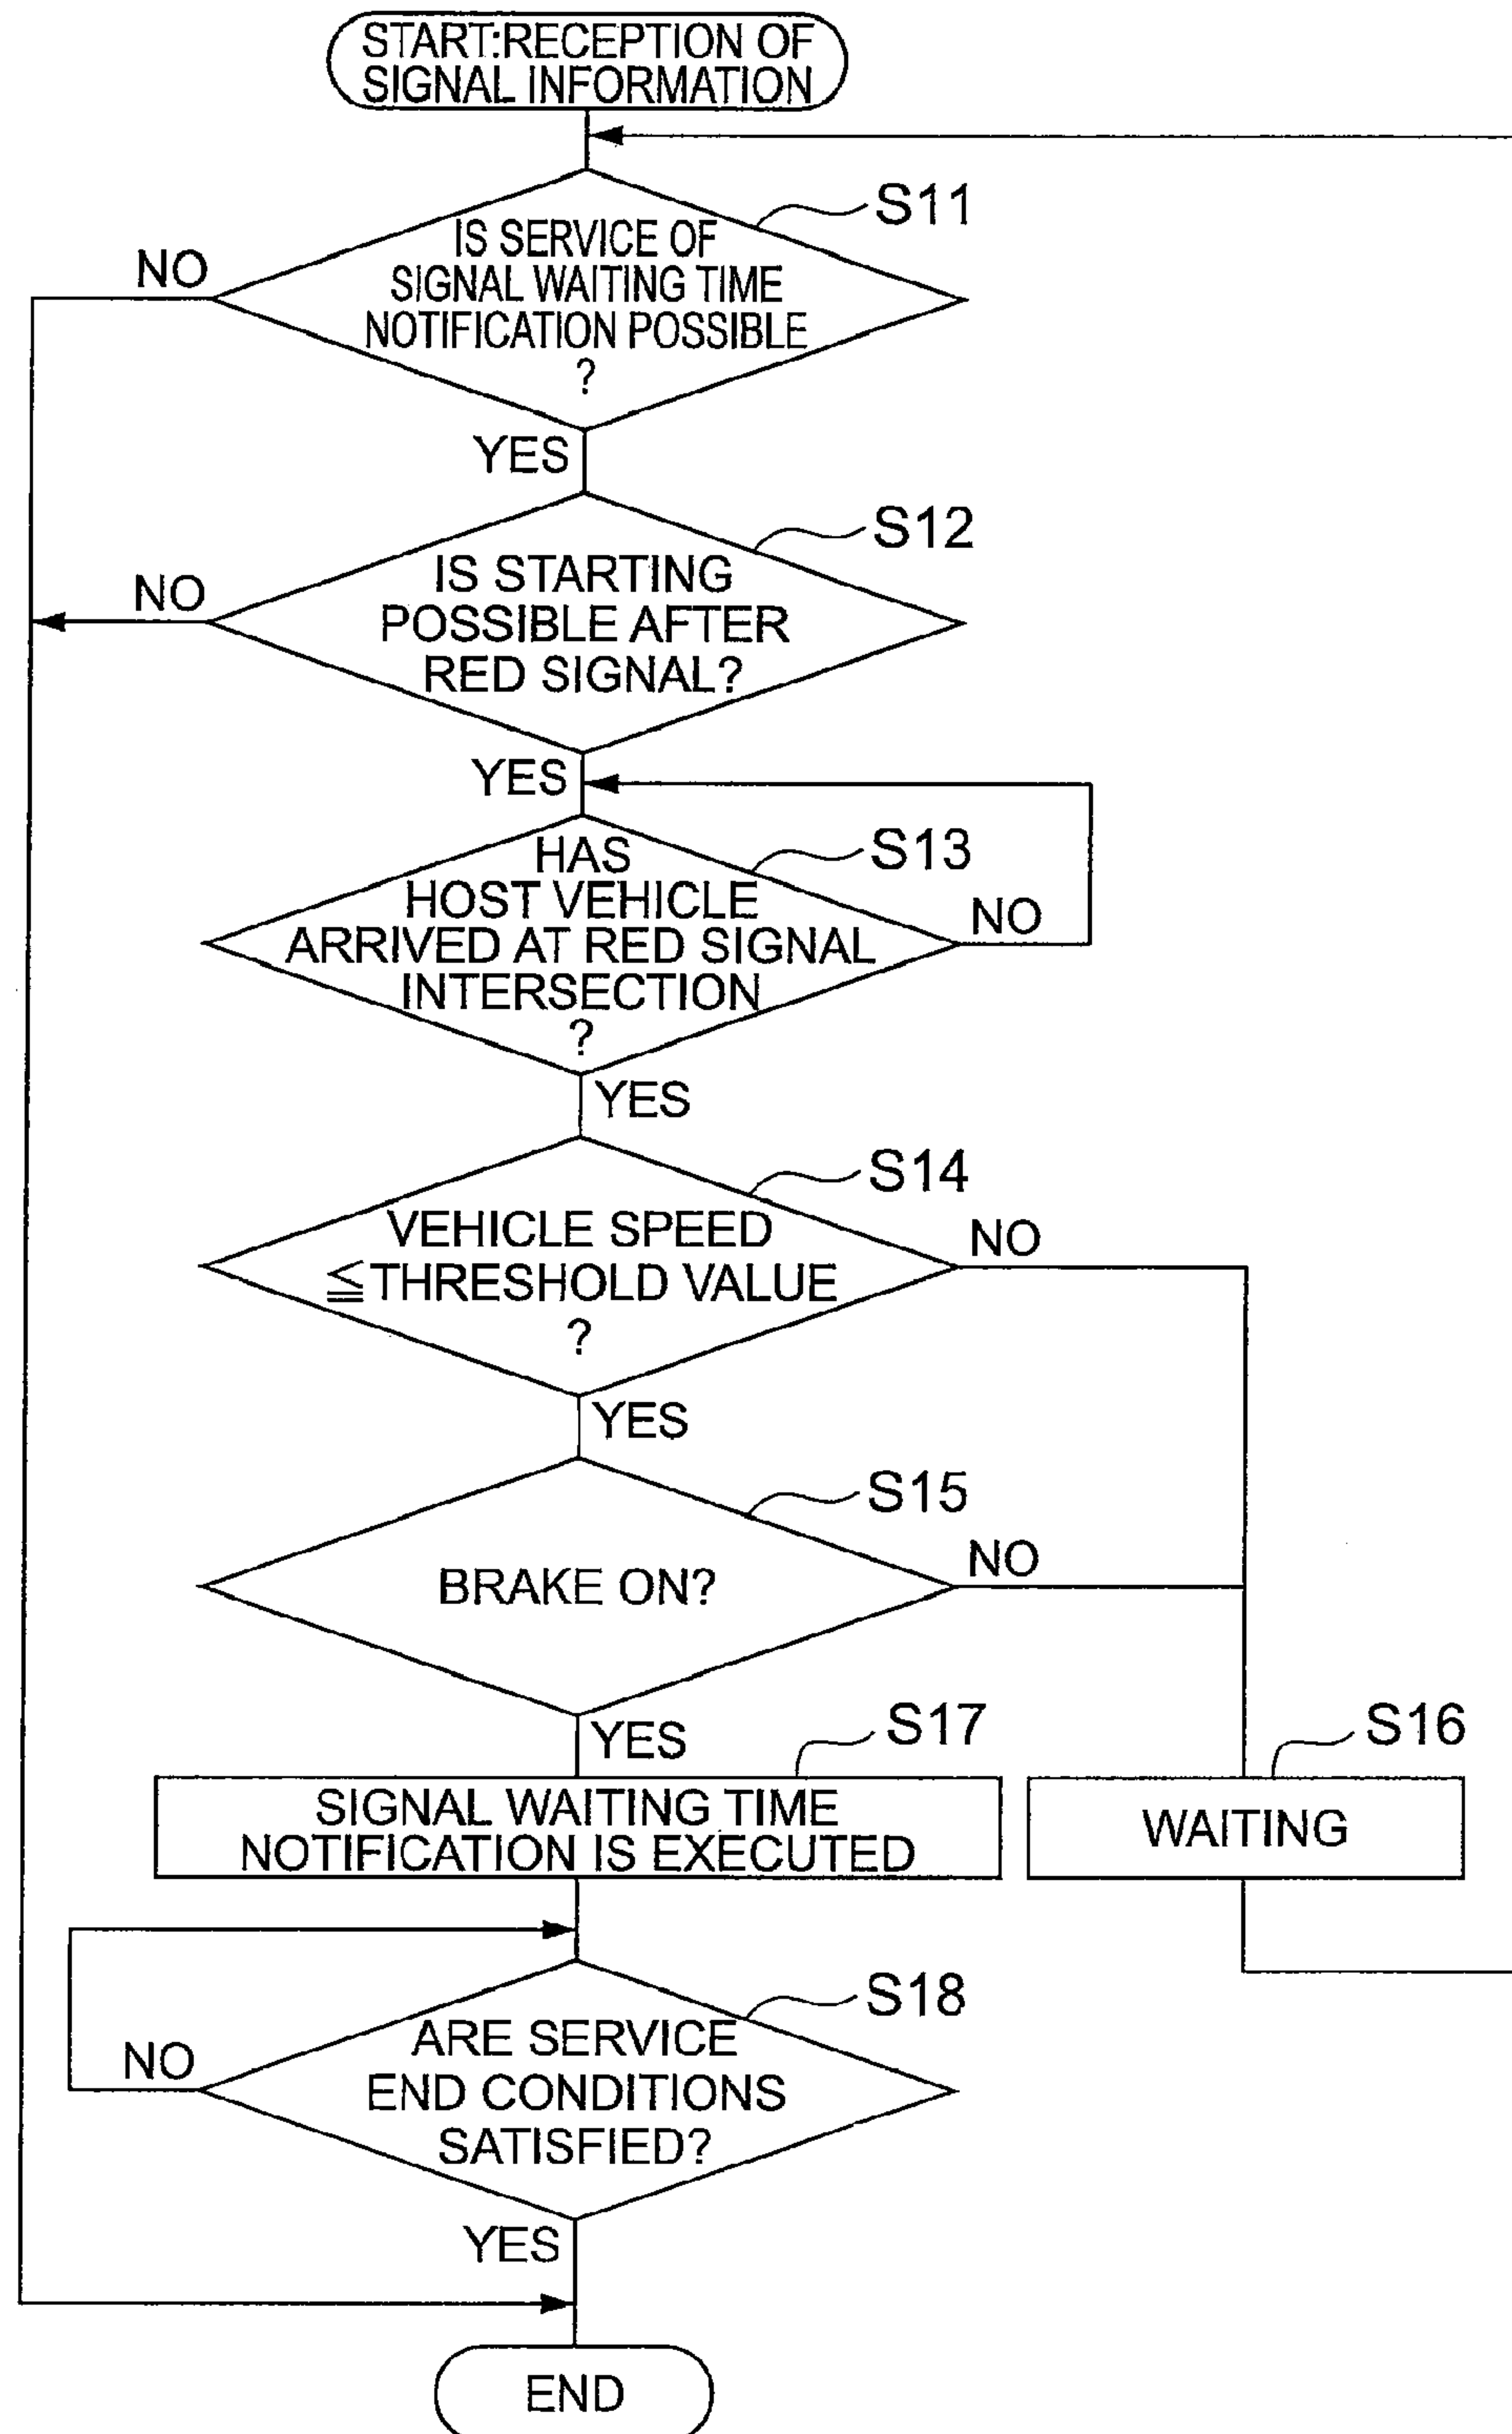 START:RECEPTION OF
SIGNAL INFORMATION
S11
IS SERVICE OF
SIGNAL WAITING TIME
NOTIFICATION POSSIBLE
?
NO
YES
S12
IS STARTING
POSSIBLE AFTER
RED SIGNAL?
NO
YES
S13
HAS
HOST VEHICLE
ARRIVED AT RED SIGNAL
INTERSECTION
?
NO
YES
S14
VEHICLE SPEED
≦THRESHOLD VALUE
?
NO
YES
S15
BRAKE ON?
NO
YES
S17
SIGNAL WAITING TIME
NOTIFICATION IS EXECUTED
S16
WAITING
S18
ARE SERVICE
END CONDITIONS
SATISFIED?
NO
YES
END